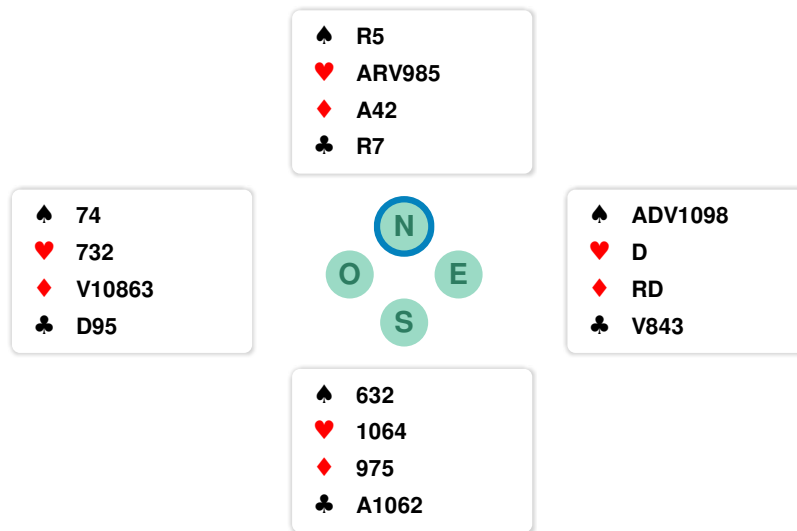 ♠ R5
♥ ARV985
♦ A42
♣ R7
♠ 74
♥ 732
♦ V10863
♣ D95
N
O E
S
♠ ADV1098
♥ D
♦ RD
♣ V843
♠ 632
♥ 1064
♦ 975
♣ A1062